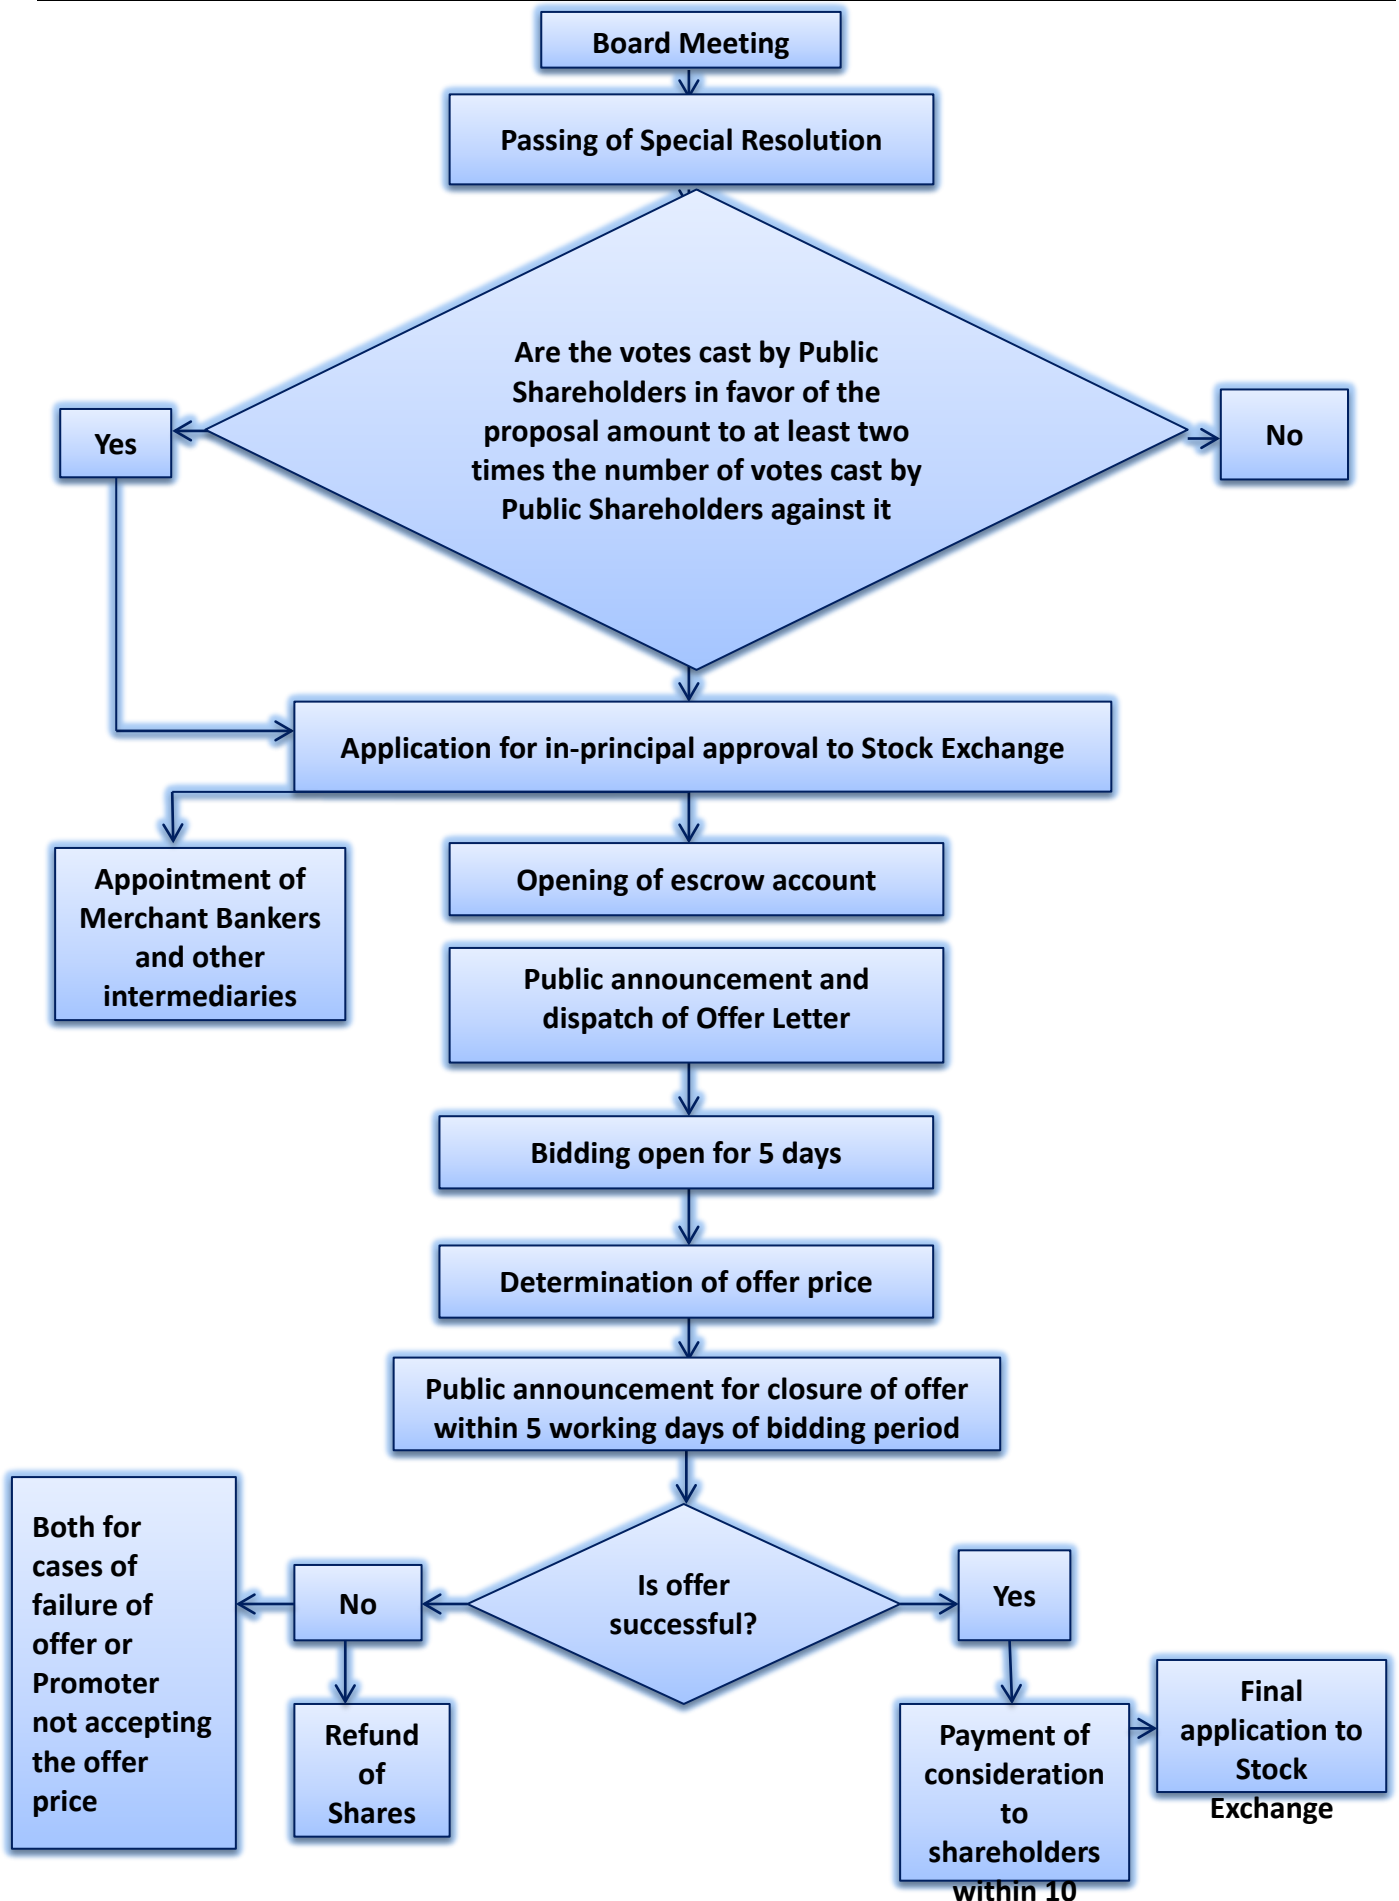 Board Meeting
Passing of Special Resolution
Are the votes cast by Public
Shareholders in favor of the
proposal amount to at least two
times the number of votes cast by
Public Shareholders against it
Yes
No
Application for in-principal approval to Stock Exchange
Appointment of
Merchant Bankers
and other
intermediaries
Opening of escrow account
Public announcement and
dispatch of Offer Letter
Bidding open for 5 days
Determination of offer price
Public announcement for closure of offer
within 5 working days of bidding period
Is offer
successful?
No
Yes
Both for
cases of
failure of
offer or
Promoter
not accepting
the offer
price
Refund
of
Shares
Payment of
consideration
to
shareholders
within 10
Final
application to
Stock
Exchange